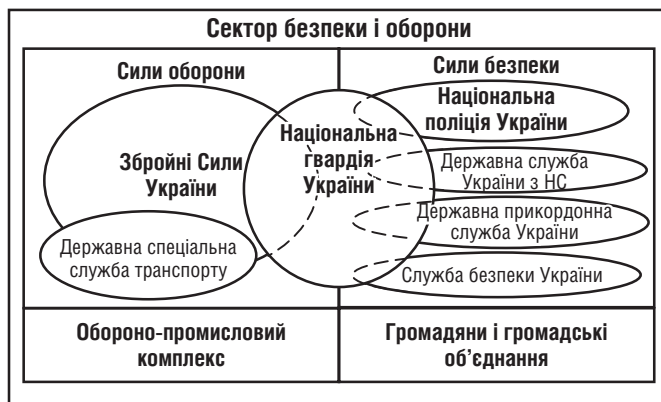 Сектор безпеки і оборони
Сили оборони
Збройні Сили
України
Державна спеціальна
служба транспорту
Національна
гвардія
України
Сили безпеки
Національна
поліція України
Державна служба
України з НС
Державна прикордонна
служба України
Служба безпеки України
Обороно-промисловий
комплекс
Громадяни і громадські
об’єднання